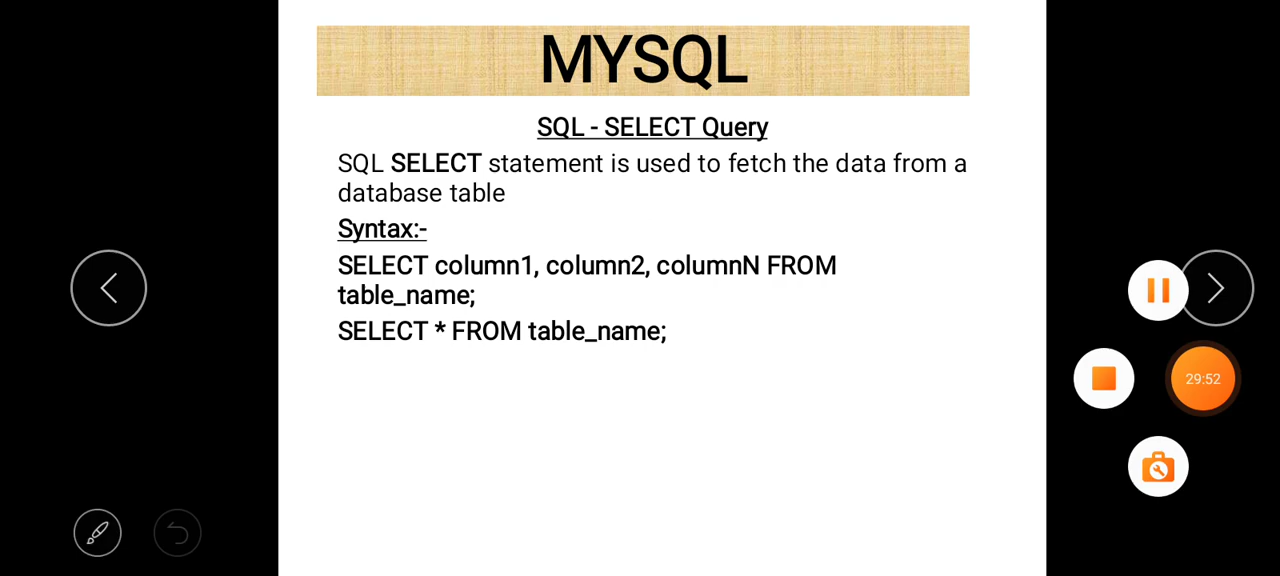 MYSQL
SQL - SELECT Query
SQL SELECT statement is used to fetch the data from a
database table
Syntax:-
SELECT column1, column2, columnN FROM
table_name;
SELECT * FROM table_name;
29:52